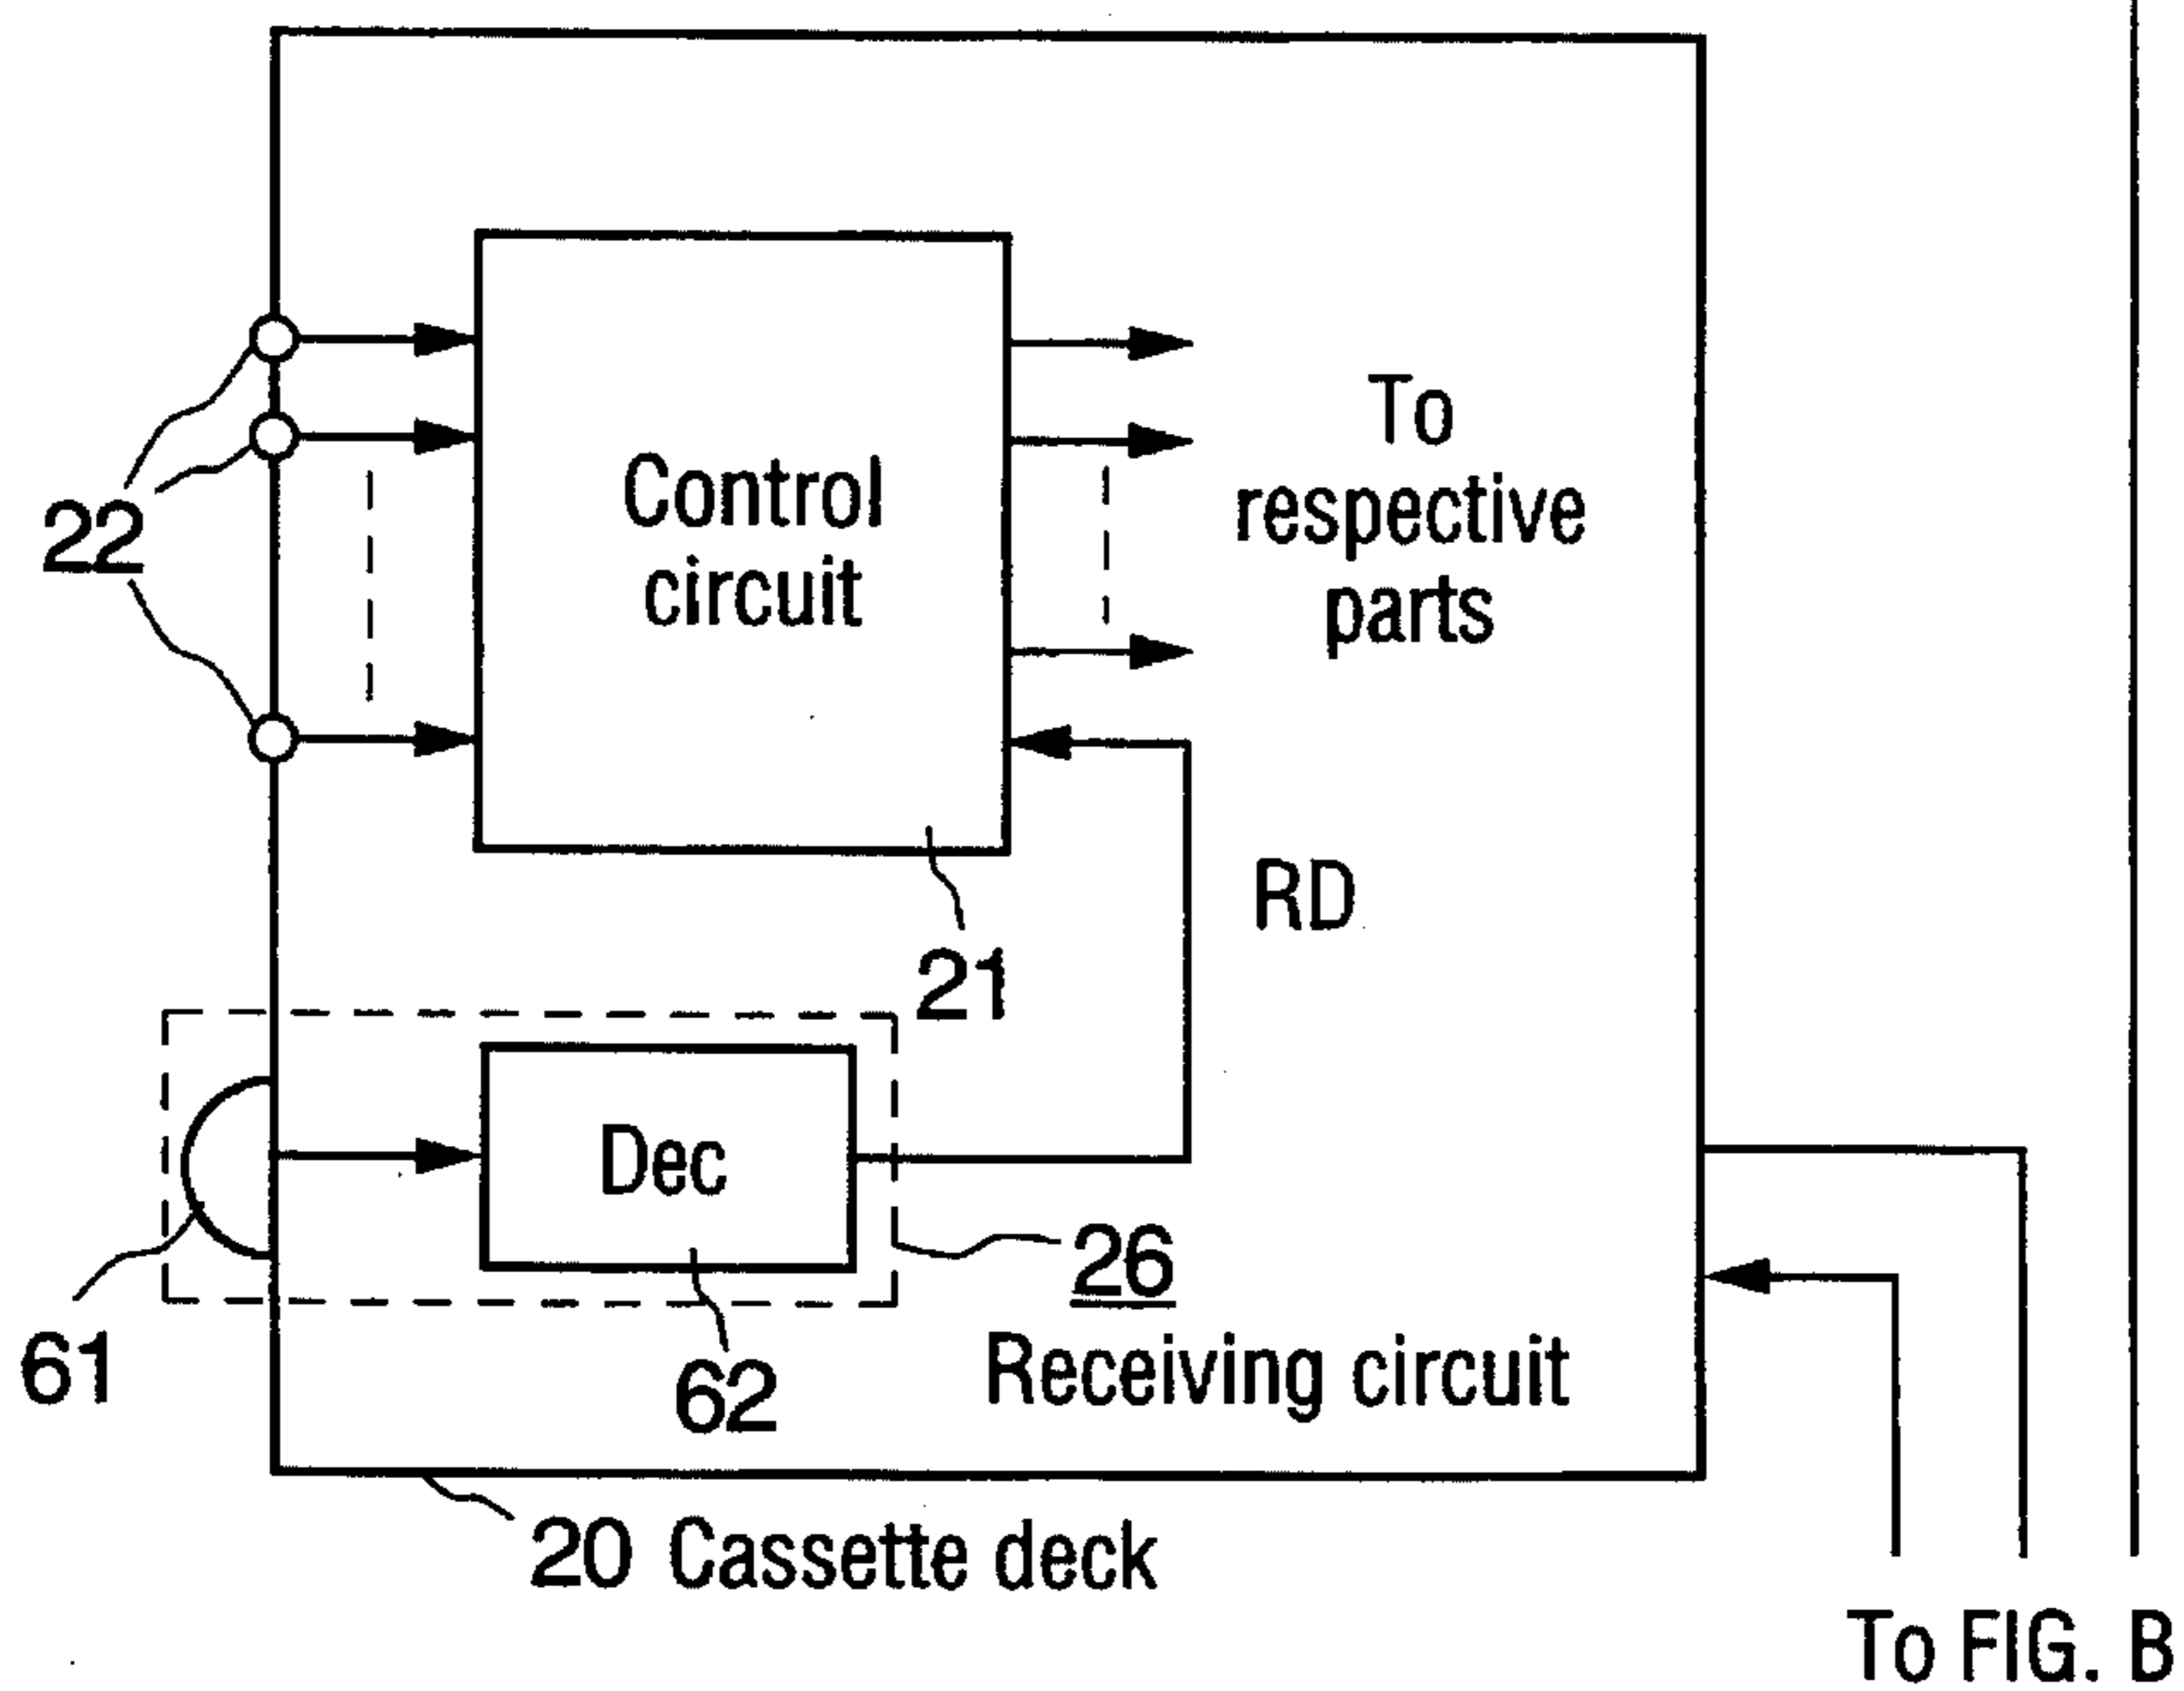 To
respective
parts
Control
circuit
22
RD
21
Dec
26
Receiving circuit
61
62
20 Cassette deck
To FIG. B